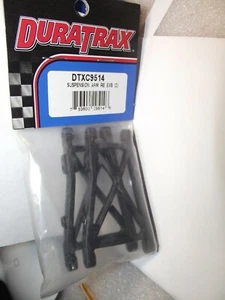 DURATRAX
DTXC9514
SUSPENSION ARM RE EVB (2)